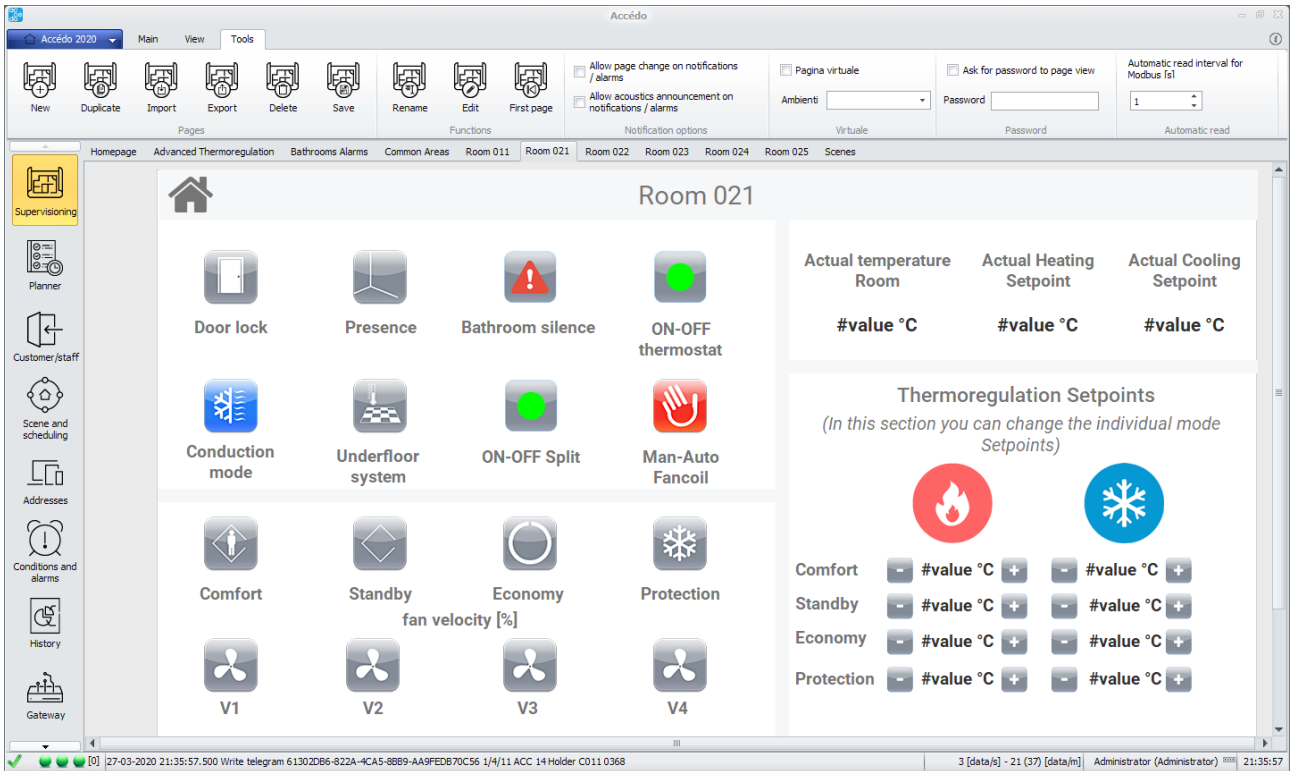 Accédo
Accédo 2020
Main
View
Tools
New
Duplicate
Import
Export
Delete
Save
Rename
Edit
First page
Allow page change on notifications
/ alarms
Allow acoustics announcement on
notifications / alarms
Pagina virtuale
Ambienti
Ask for password to page view
Password
Automatic read interval for
Modbus [s]
1
Pages
Functions
Notification options
Virtuale
Password
Automatic read
Homepage
Advanced Thermoregulation
Bathrooms Alarms
Common Areas
Room 011
Room 021
Room 022
Room 023
Room 024
Room 025
Scenes
Supervisioning
Planner
Customer/staff
Scene and
scheduling
Addresses
Conditions and
alarms
History
Gateway
Room 021
Door lock
Presence
Bathroom silence
ON-OFF
thermostat
Conduction
mode
Underfloor
system
ON-OFF Split
Man-Auto
Fancoil
Comfort
Standby
Economy
Protection
fan velocity [%]
V1
V2
V3
V4
Actual temperature
Room
Actual Heating
Setpoint
Actual Cooling
Setpoint
#value °C
#value °C
#value °C
Thermoregulation Setpoints
(In this section you can change the individual mode
Setpoints)
Comfort - #value °C + - #value °C +
Standby - #value °C + - #value °C +
Economy - #value °C + - #value °C +
Protection - #value °C + - #value °C +
[0] 27-03-2020 21:35:57.500 Write telegram 61302DB6-822A-4CA5-8BB9-AA9FEDB70C56 1/4/11 ACC 14 Holder C011 0368
3 [data/s] - 21 (37) [data/m]
Administrator (Administrator)
21:35:57